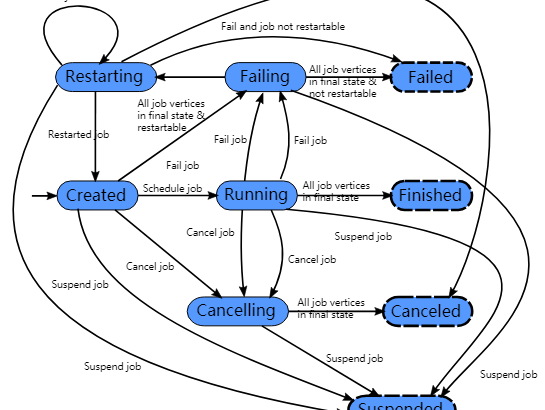 Fail and job not restartable
Restarting
Failing
All job vertices
in final state &
not restartable
Failed
All job vertices
in final state &
restartable
Restarted job
Fail job
Fail job
Fail job
Created
Schedule job
Running
All job vertices
in final state
Finished
Cancel job
Suspend job
Cancel job
Cancel job
Suspend job
Cancelling
All job vertices
in final state
Canceled
Suspend job
Suspend job
Suspend job
Suspended